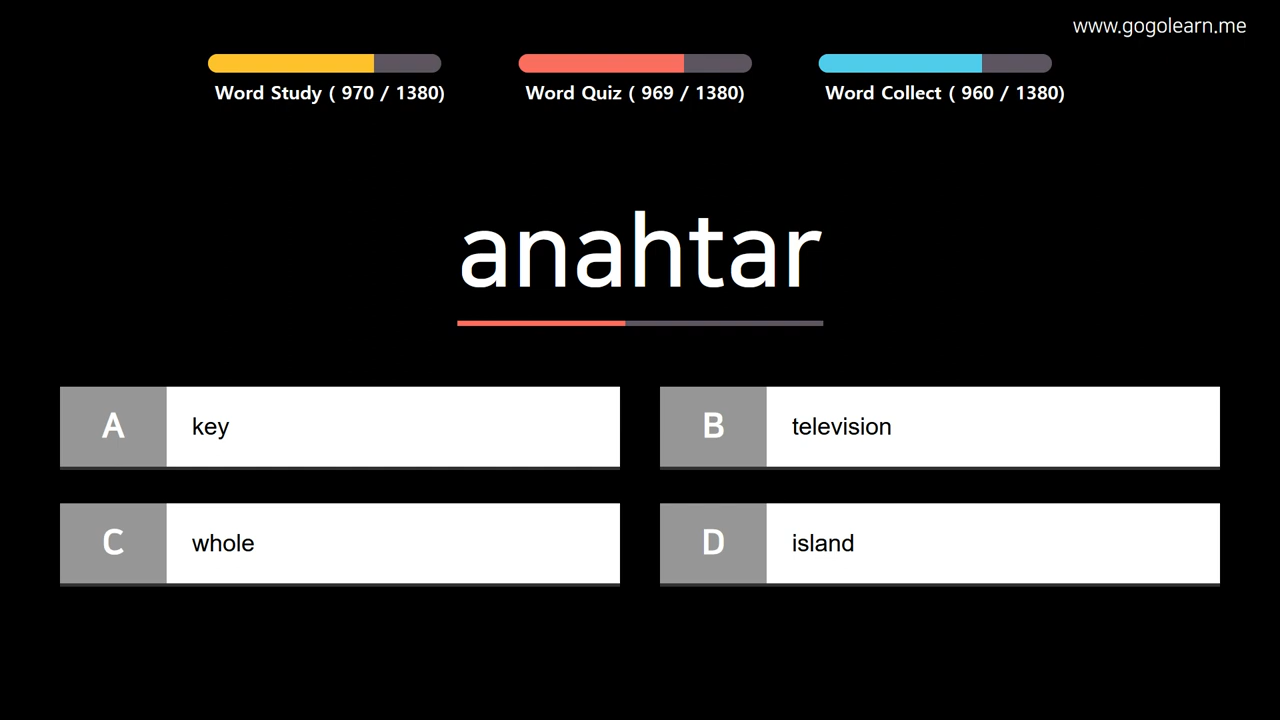 www.gogolearn.me
Word Study ( 970 / 1380)
Word Quiz ( 969 / 1380)
Word Collect ( 960 / 1380)
anahtar
A key
B television
C whole
D island